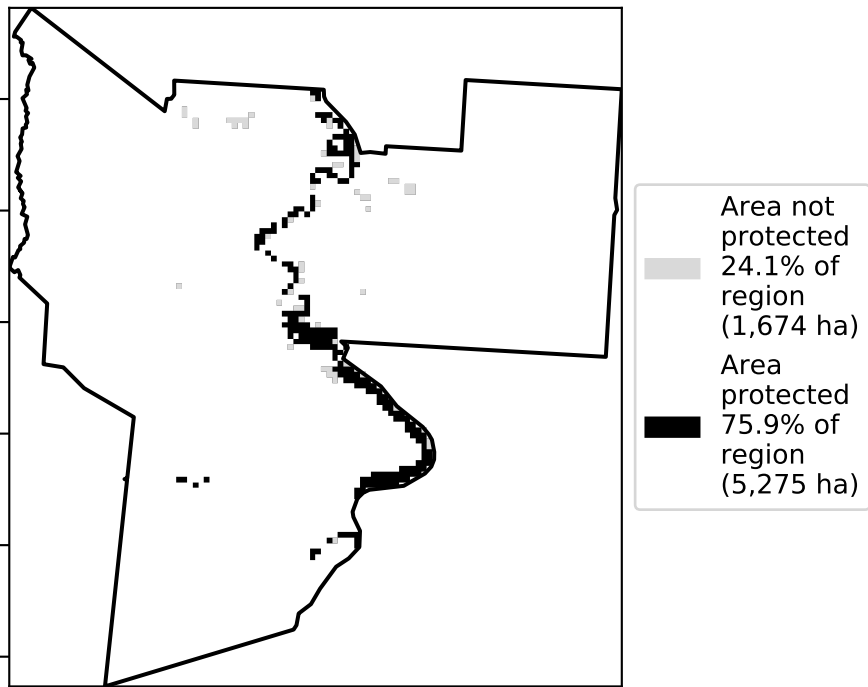 Area not
protected
24.1% of
region
(1,674 ha)
Area
protected
75.9% of
region
(5,275 ha)